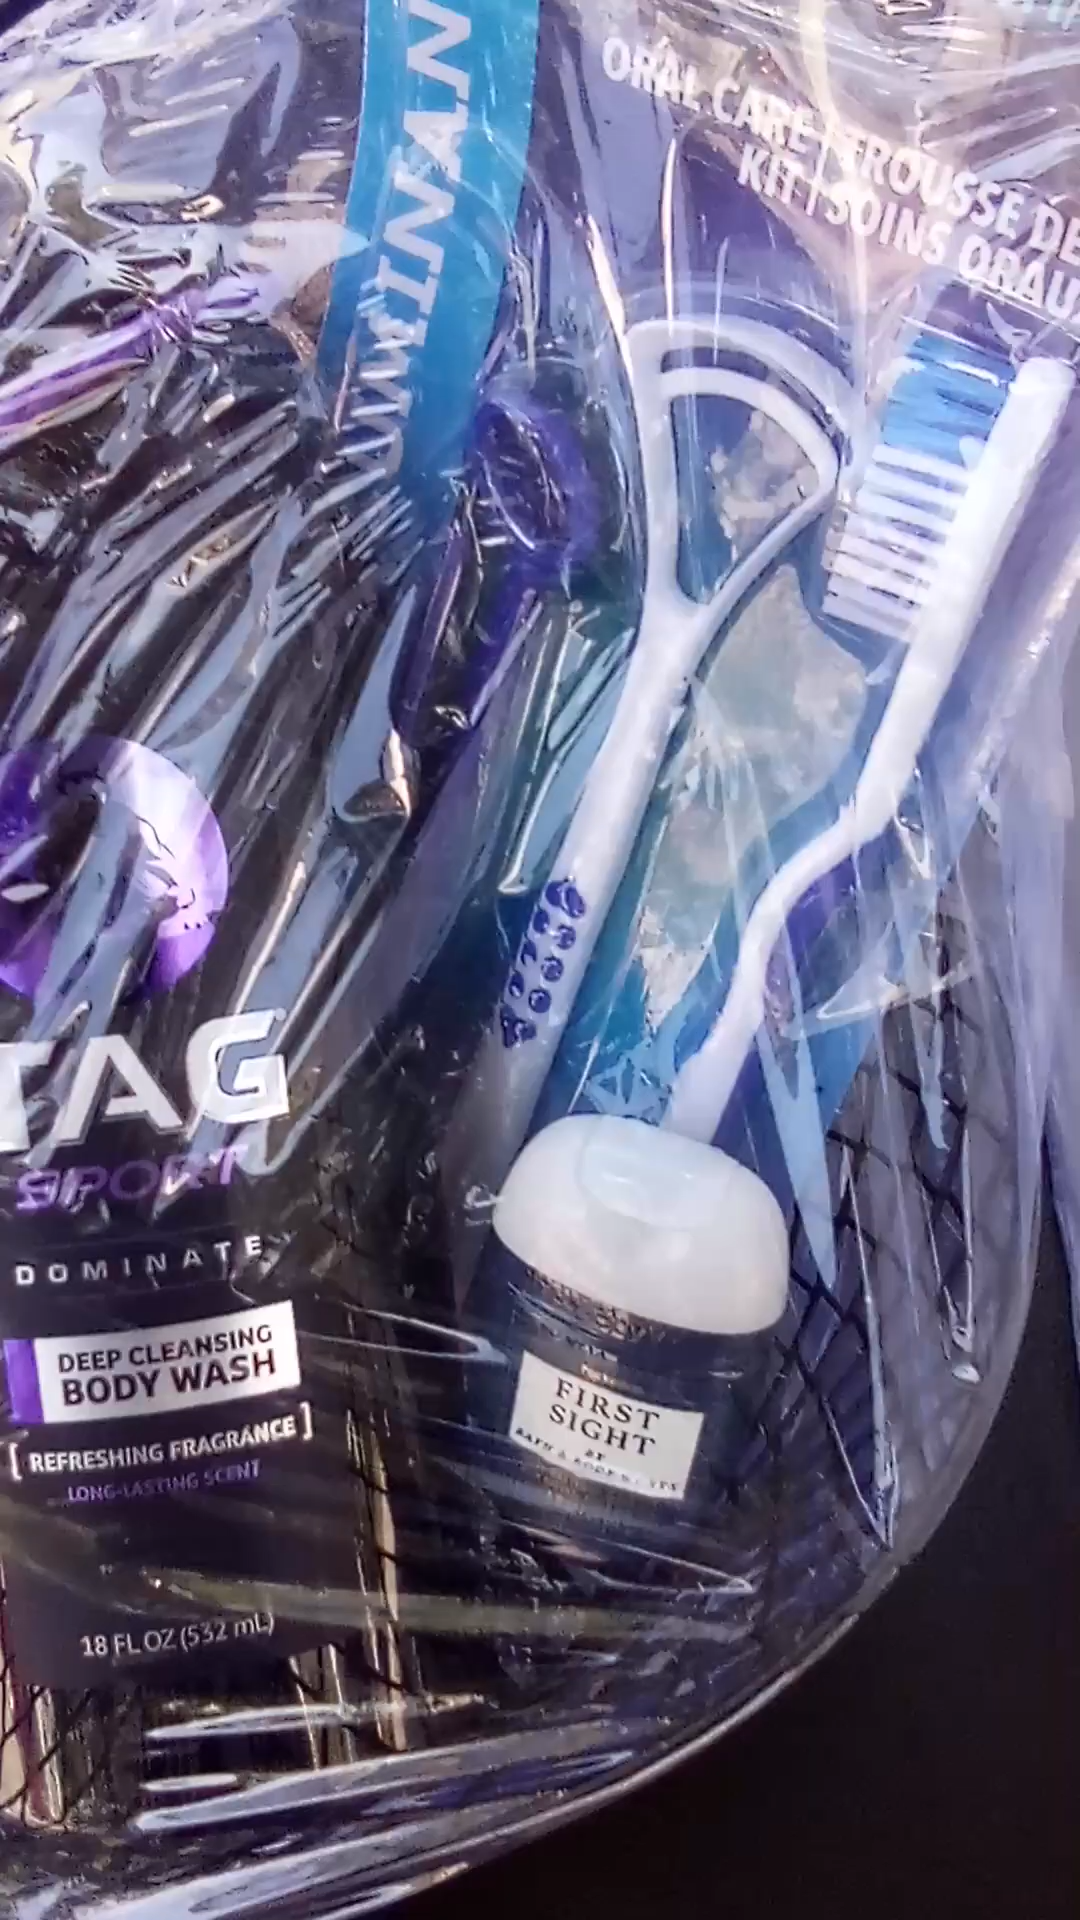 ORAL CARE | TROUSSE DE
KIT | SOINS ORAU
TAG
SPORT
DOMINATE
DEEP CLEANSING
BODY WASH
[ REFRESHING FRAGRANCE ]
LONG-LASTING SCENT
18 FL OZ (532 mL)
FIRST
SIGHT
BY